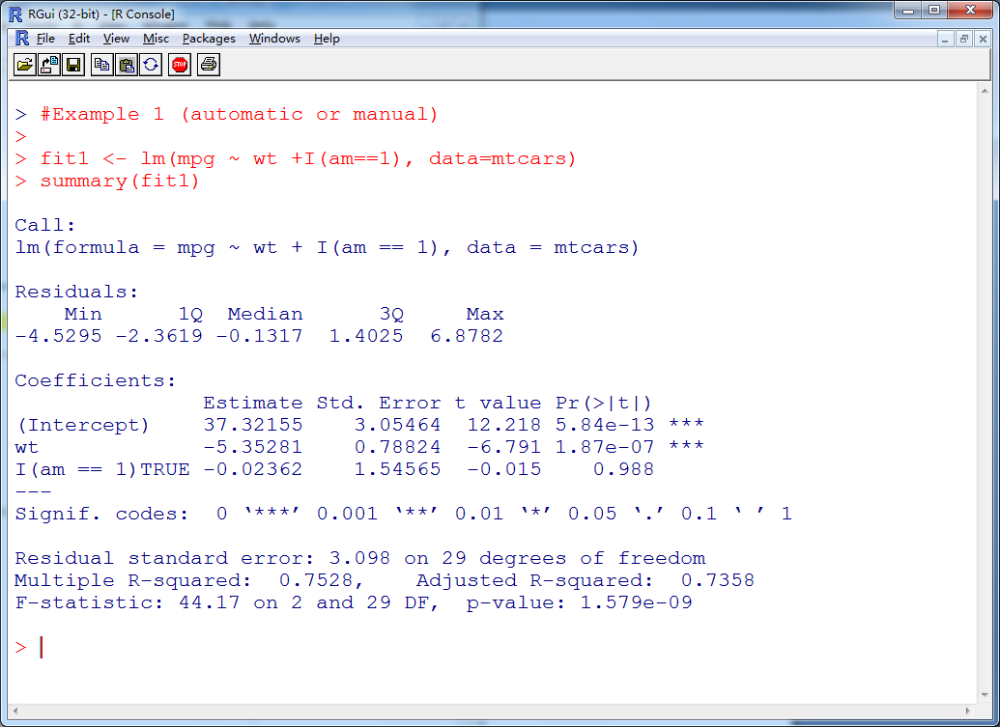 RGui (32-bit) - [R Console]
File Edit View Misc Packages Windows Help
STOP
> #Example 1 (automatic or manual)
>
> fit1 <- lm(mpg ~ wt +I(am==1), data=mtcars)
> summary(fit1)
Call:
lm(formula = mpg ~ wt + I(am == 1), data = mtcars)
Residuals:
    Min      1Q  Median      3Q     Max
-4.5295 -2.3619 -0.1317  1.4025  6.8782
Coefficients:
               Estimate Std. Error t value Pr(>|t|)
(Intercept)    37.32155    3.05464  12.218 5.84e-13 ***
wt             -5.35281    0.78824  -6.791 1.87e-07 ***
I(am == 1)TRUE -0.02362    1.54565  -0.015    0.988
---
Signif. codes:  0 ‘***’ 0.001 ‘**’ 0.01 ‘*’ 0.05 ‘.’ 0.1 ‘ ’ 1
Residual standard error: 3.098 on 29 degrees of freedom
Multiple R-squared:  0.7528,    Adjusted R-squared:  0.7358
F-statistic: 44.17 on 2 and 29 DF,  p-value: 1.579e-09
>